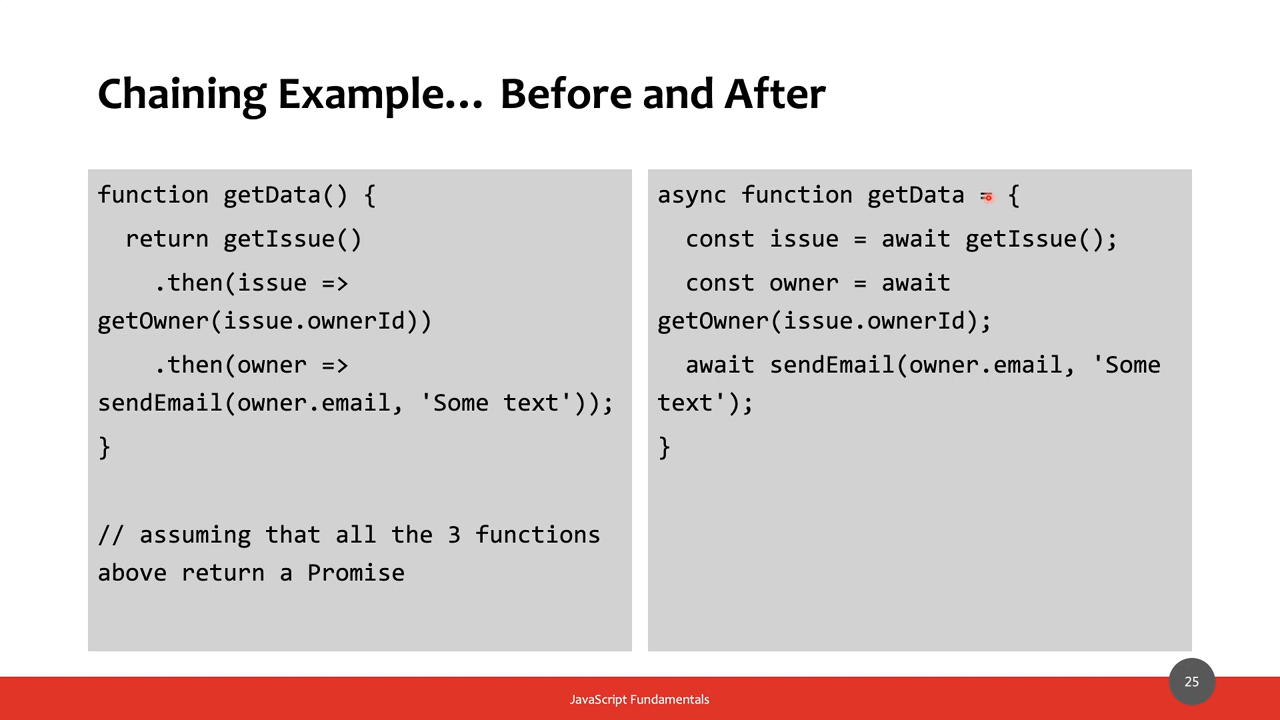 Chaining Example... Before and After
function getData() {
return getIssue()
.then(issue =>
getOwner(issue.ownerId))
.then(owner =>
sendEmail(owner.email, 'Some text'));
}
// assuming that all the 3 functions
above return a Promise
async function getData = {
const issue = await getIssue();
const owner = await
getOwner(issue.ownerId);
await sendEmail(owner.email, 'Some
text');
}
JavaScript Fundamentals
25